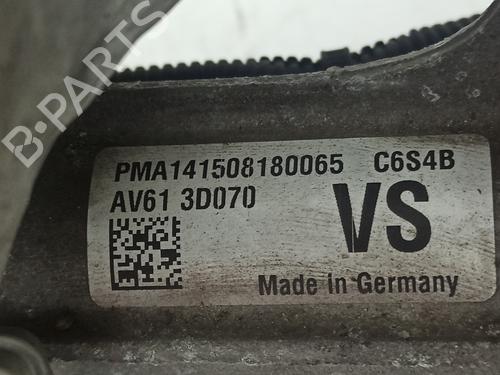 B-PARTS
PMA141508180065 C6S4B
AV61 3D070
VS
Made in Germany